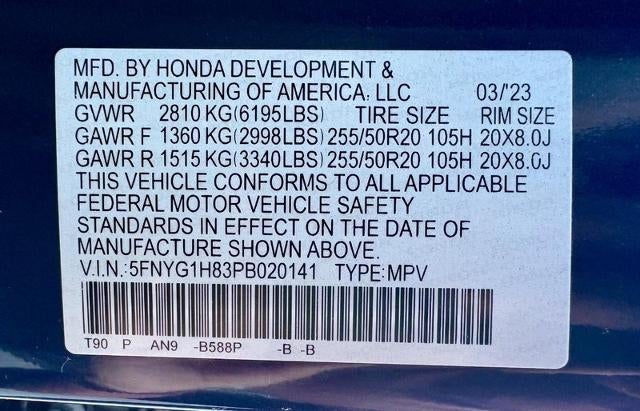 MFD. BY HONDA DEVELOPMENT &
MANUFACTURING OF AMERICA, LLC 03/'23
GVWR 2810 KG(6195LBS) TIRE SIZE RIM SIZE
GAWR F 1360 KG(2998LBS) 255/50R20 105H 20X8.0J
GAWR R 1515 KG(3340LBS) 255/50R20 105H 20X8.0J
THIS VEHICLE CONFORMS TO ALL APPLICABLE
FEDERAL MOTOR VEHICLE SAFETY
STANDARDS IN EFFECT ON THE DATE OF
MANUFACTURE SHOWN ABOVE.
V.I.N.:5FNYG1H83PB020141 TYPE:MPV
T90 P AN9 -B588P -B -B